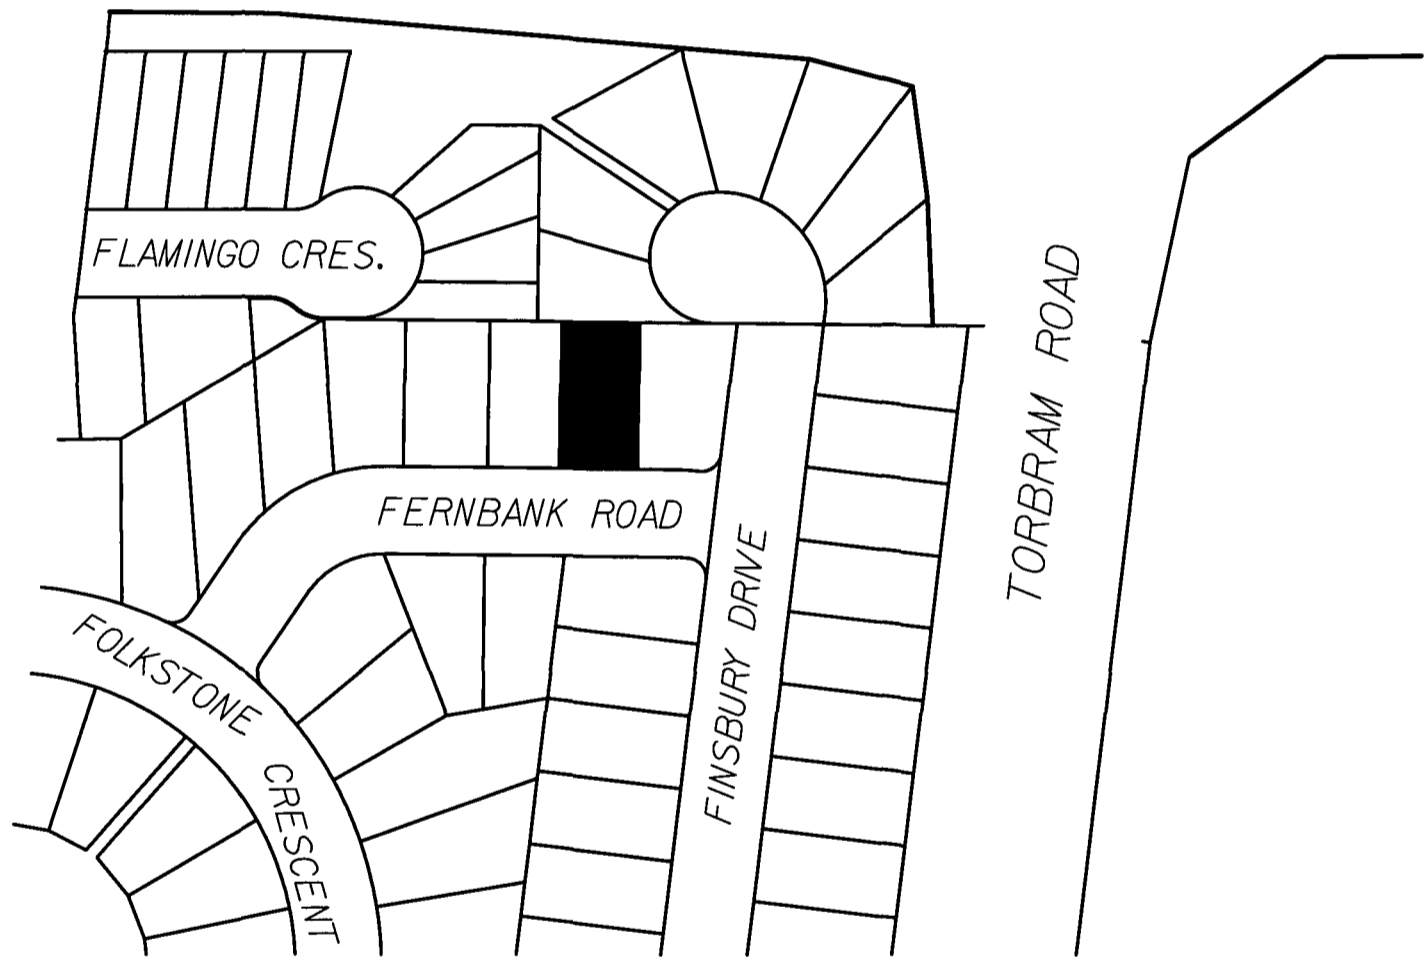 FLAMINGO CRES.
TORBRAM ROAD
FERNBANK ROAD
FINSBURY DRIVE
FOLKSTONE CRESCENT